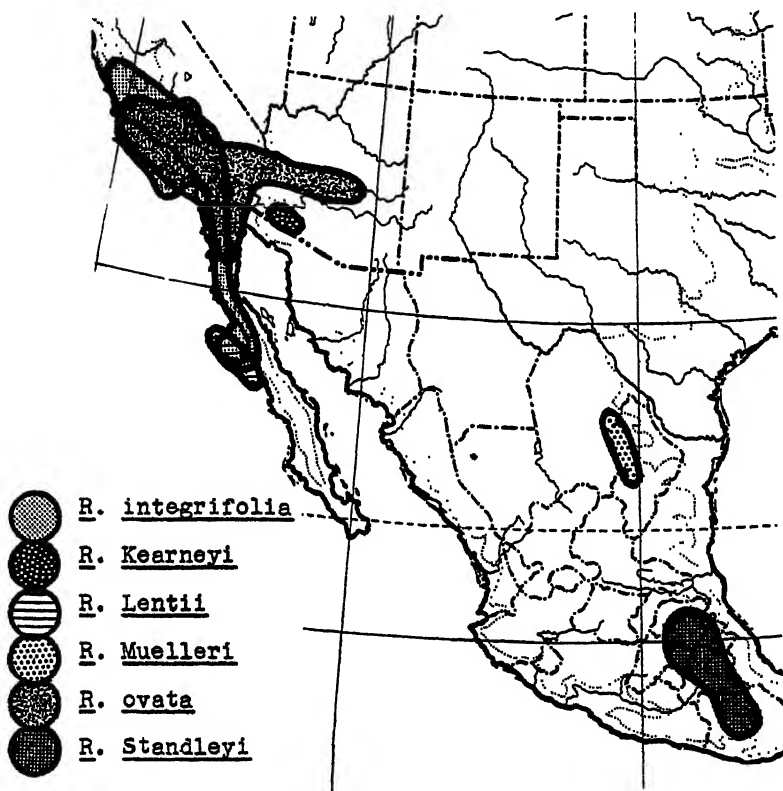 R. integrifolia
R. Kearneyi
R. Lentii
R. Muelleri
R. ovata
R. Standleyi